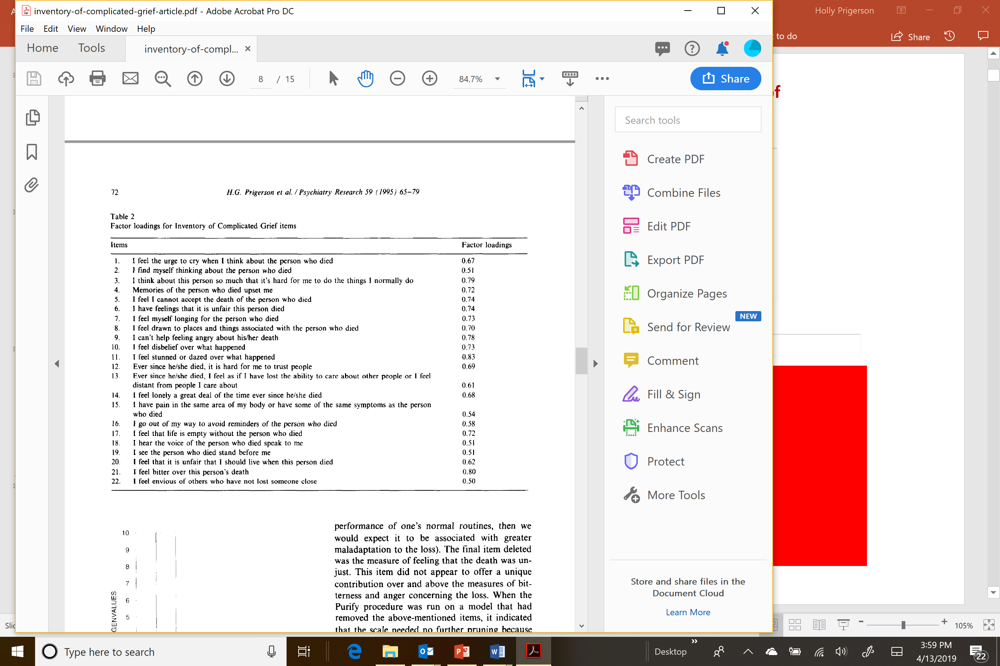 inventory-of-complicated-grief-article.pdf - Adobe Acrobat Pro DC
Holly Prigerson
File Edit View Window Help
to do
Share
Home Tools inventory-of-compl...
8 / 15
84.7%
Share
of
Search tools
Create PDF
Combine Files
Edit PDF
Export PDF
Organize Pages
NEW
Send for Review
Comment
Fill & Sign
Enhance Scans
Protect
More Tools
Store and share files in the
Document Cloud
Learn More
72 H.G. Prigerson et al. / Psychiatry Research 59 (1995) 65–79
Table 2
Factor loadings for Inventory of Complicated Grief items
Items Factor loadings
1. I feel the urge to cry when I think about the person who died 0.67
2. I find myself thinking about the person who died 0.51
3. I think about this person so much that it's hard for me to do the things I normally do 0.79
4. Memories of the person who died upset me 0.72
5. I feel I cannot accept the death of the person who died 0.74
6. I have feelings that it is unfair this person died 0.74
7. I feel myself longing for the person who died 0.73
8. I feel drawn to places and things associated with the person who died 0.70
9. I can't help feeling angry about his/her death 0.78
10. I feel disbelief over what happened 0.73
11. I feel stunned or dazed over what happened 0.83
12. Ever since he/she died, it is hard for me to trust people 0.69
13. Ever since he/she died, I feel as if I have lost the ability to care about other people or I feel
distant from people I care about 0.61
14. I feel lonely a great deal of the time ever since he/she died 0.68
15. I have pain in the same area of my body or have some of the same symptoms as the person
who died 0.54
16. I go out of my way to avoid reminders of the person who died 0.58
17. I feel that life is empty without the person who died 0.72
18. I hear the voice of the person who died speak to me 0.51
19. I see the person who died stand before me 0.51
20. I feel that it is unfair that I should live when this person died 0.62
21. I feel bitter over this person's death 0.80
22. I feel envious of others who have not lost someone close 0.50
10
9
8
7
6
5
GENVALUES
performance of one's normal routines, then we
would expect it to be associated with greater
maladaptation to the loss). The final item deleted
was the measure of feeling that the death was un-
just. This item did not appear to offer a unique
contribution over and above the measures of bit-
terness and anger concerning the loss. When the
Purify procedure was run on a model that had
removed the above-mentioned items, it indicated
that the scale needed no further pruning because
Slid
105%
Type here to search
Desktop
3:59 PM
4/13/2019
22